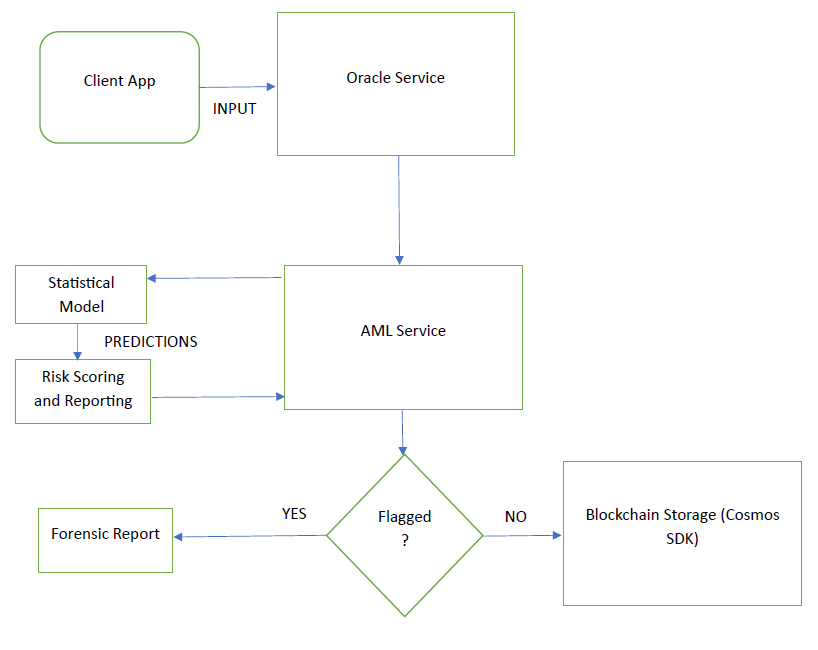 Client App
Oracle Service
INPUT
Statistical
Model
AML Service
PREDICTIONS
Risk Scoring
and Reporting
Flagged
?
YES
NO
Forensic Report
Blockchain Storage (Cosmos
SDK)